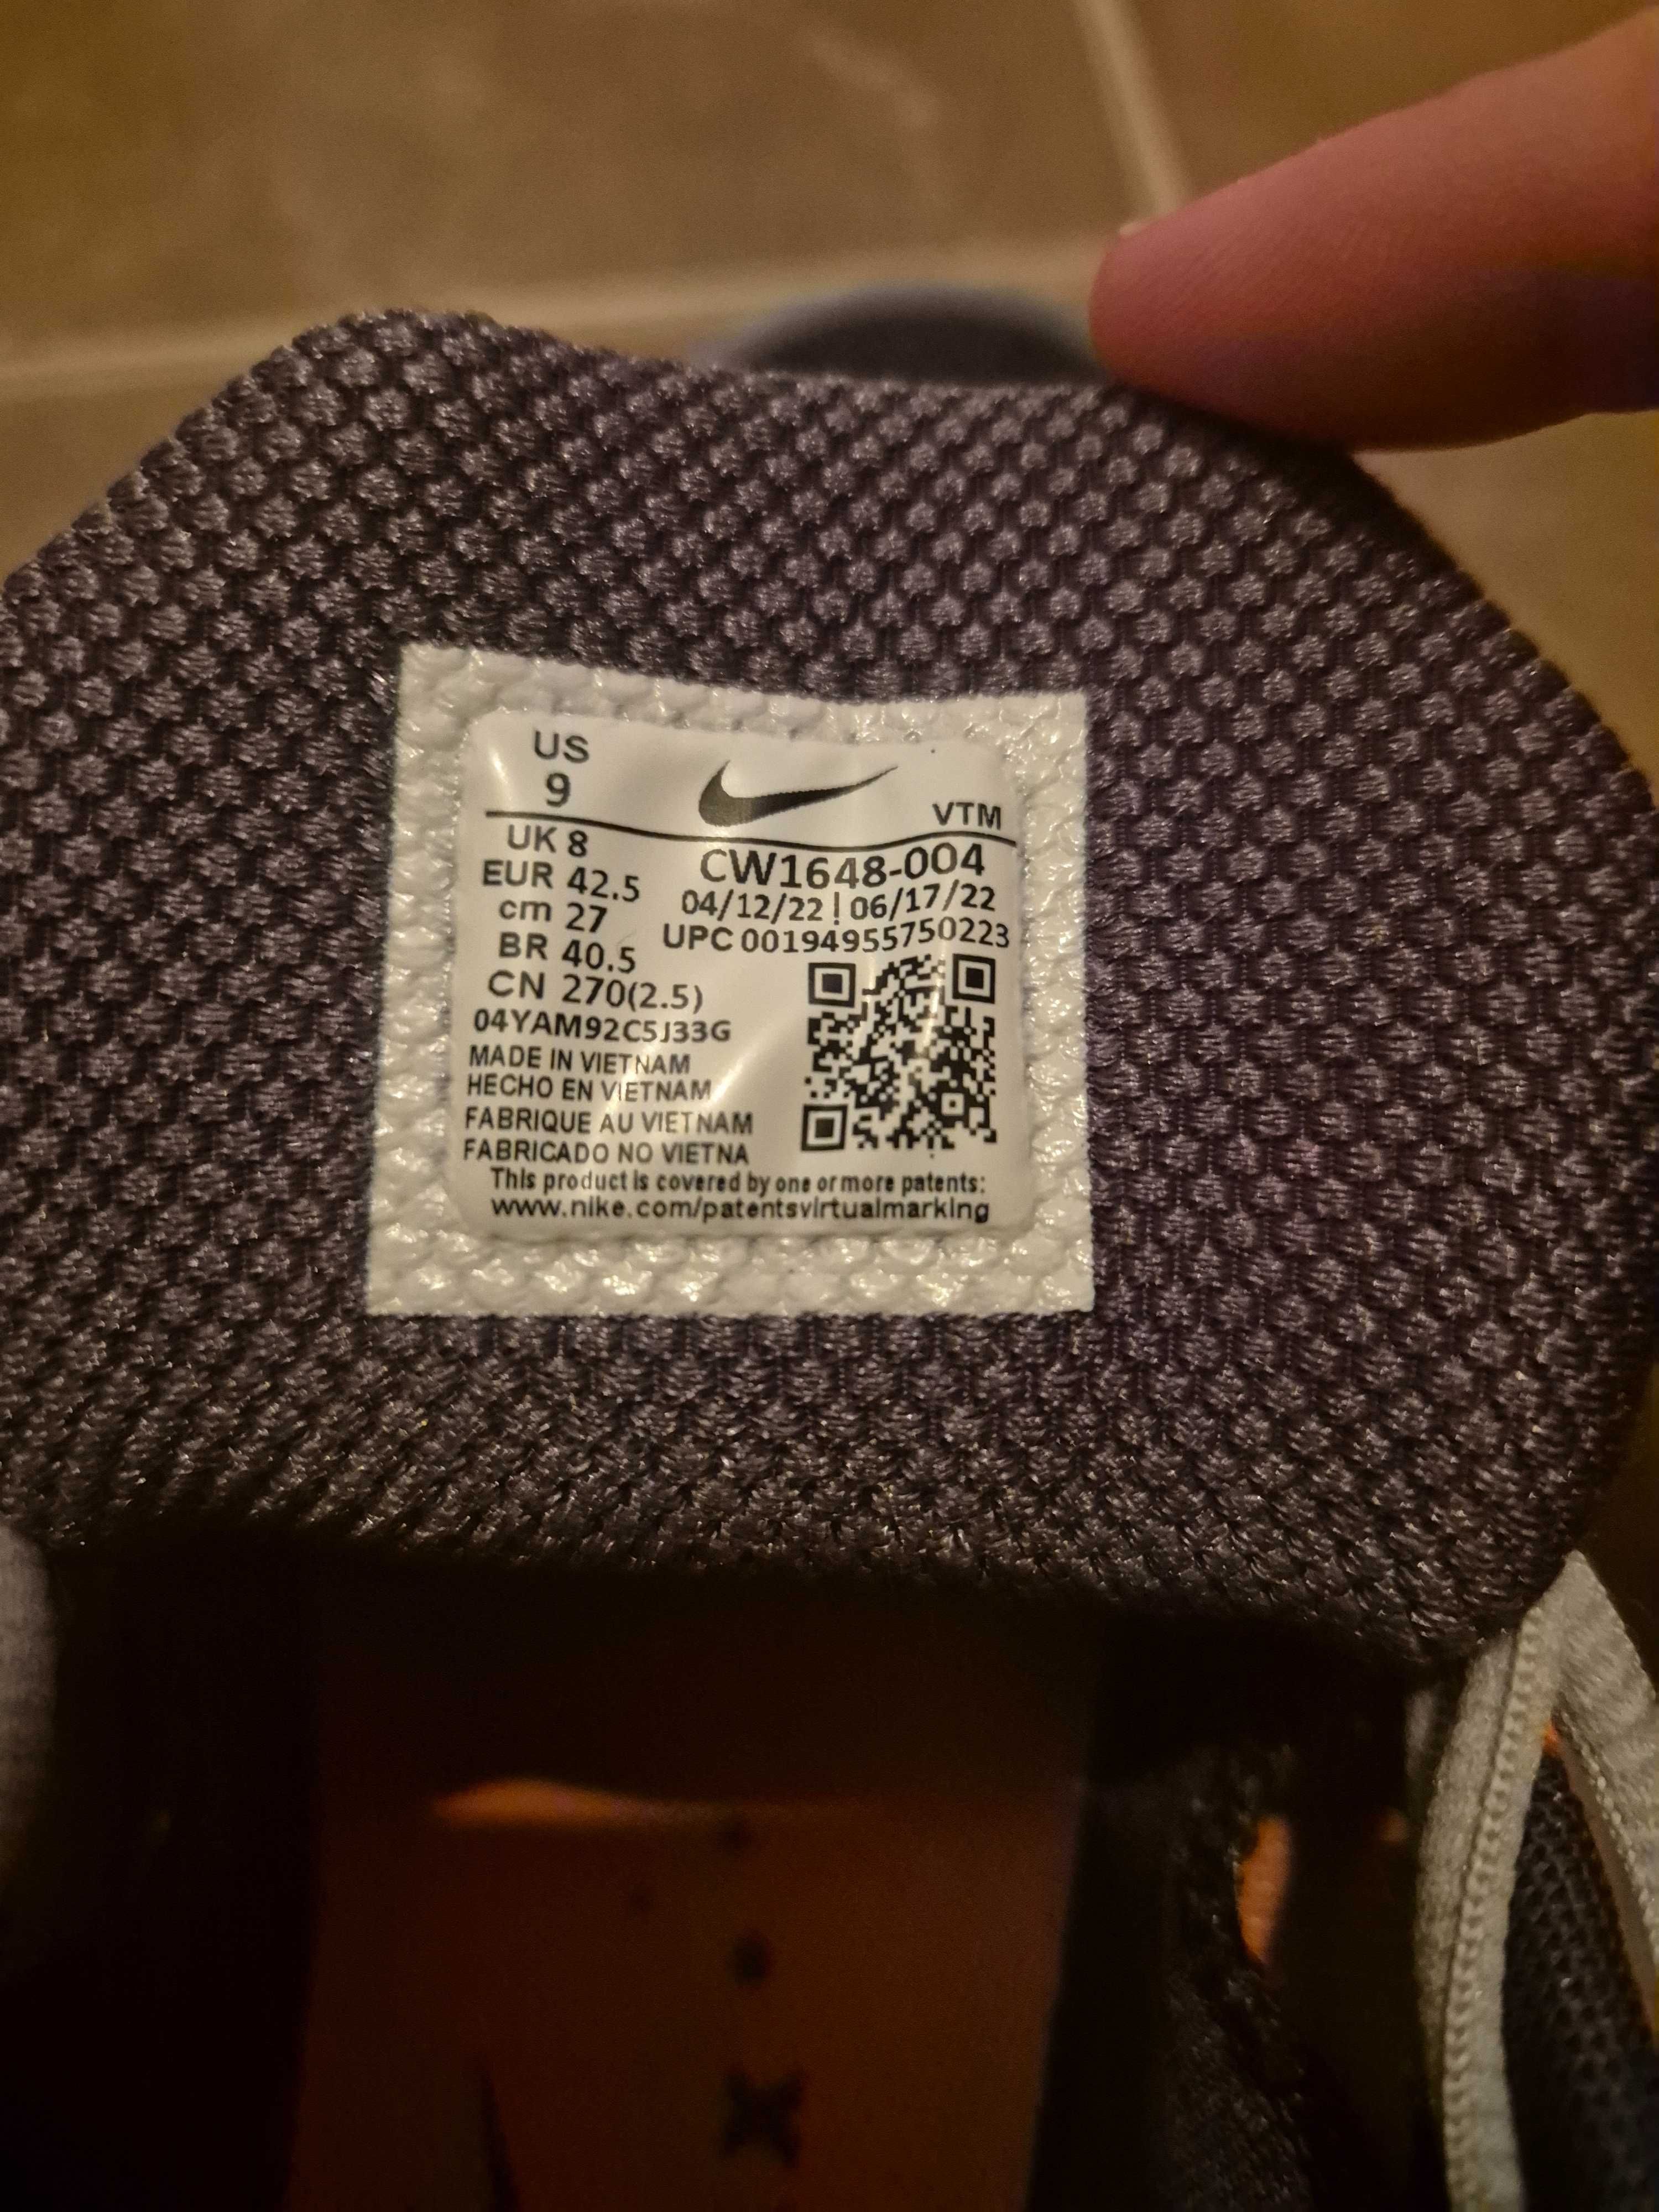 US
9
VTM
UK 8
EUR 42.5
cm 27
BR 40.5
CN 270(2.5)
CW1648-004
04/12/22 | 06/17/22
UPC 00194955750223
04YAM92C5J33G
MADE IN VIETNAM
HECHO EN VIETNAM
FABRIQUE AU VIETNAM
FABRICADO NO VIETNA
This product is covered by one or more patents:
www.nike.com/patentsvirtualmarking